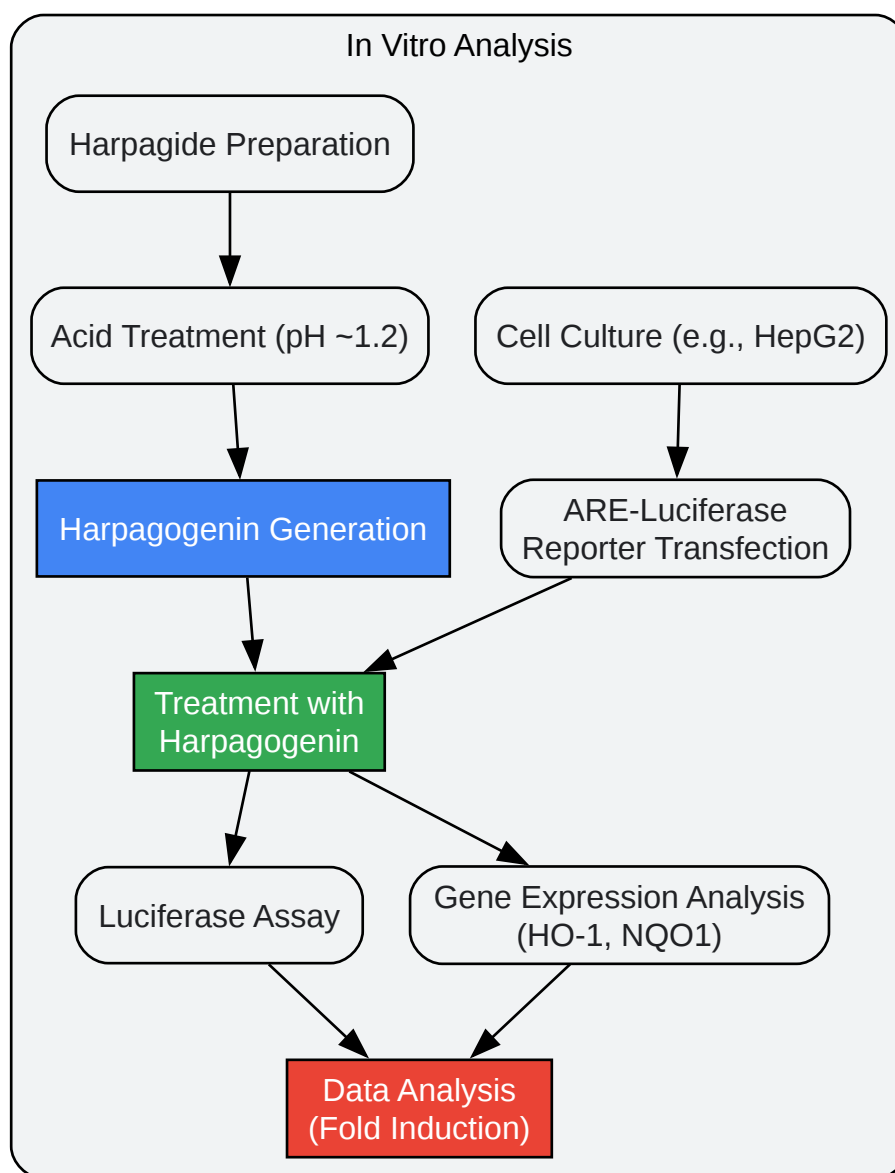 In Vitro Analysis
Harpagide Preparation
Acid Treatment (pH ~1.2)
Cell Culture (e.g., HepG2)
Harpagogenin Generation
ARE-Luciferase
Reporter Transfection
Treatment with
Harpagogenin
Luciferase Assay
Gene Expression Analysis
(HO-1, NQO1)
Data Analysis
(Fold Induction)